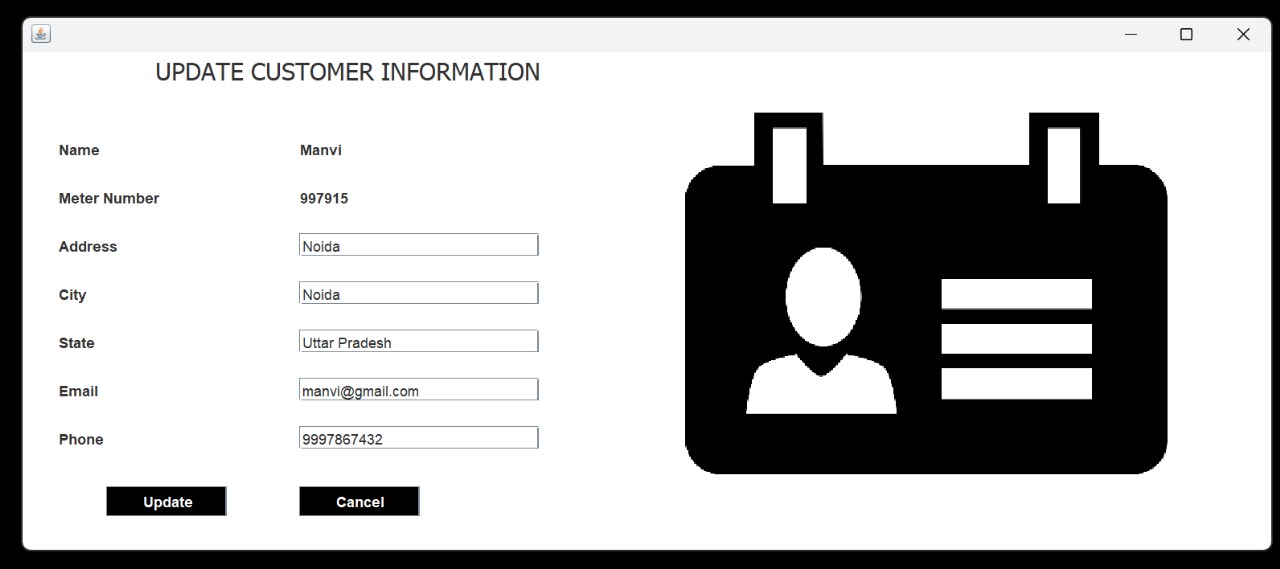 UPDATE CUSTOMER INFORMATION
Name Manvi
Meter Number 997915
Address Noida
City Noida
State Uttar Pradesh
Email manvi@gmail.com
Phone 9997867432
Update Cancel